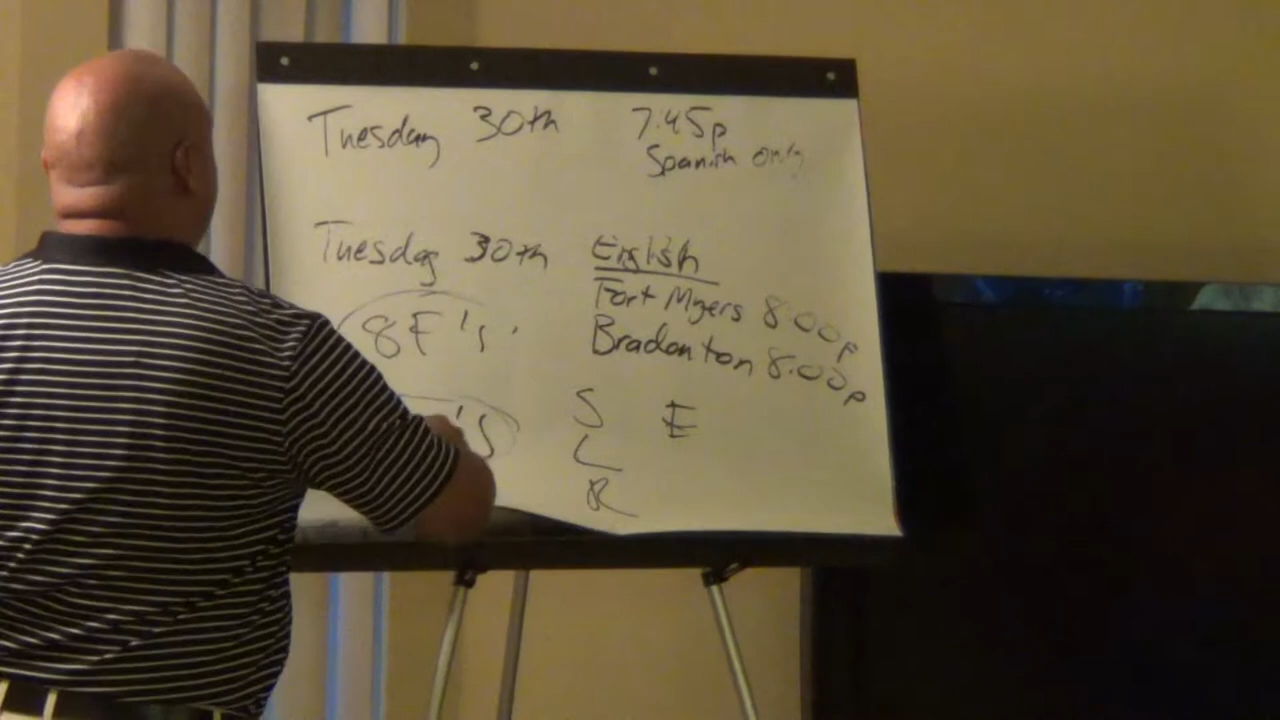 Tuesday 30th 7:45p
Spanish only
Tuesday 30th English
Fort Myers 8:00p
8F's Bradenton 8:00p
'S S E
L
R